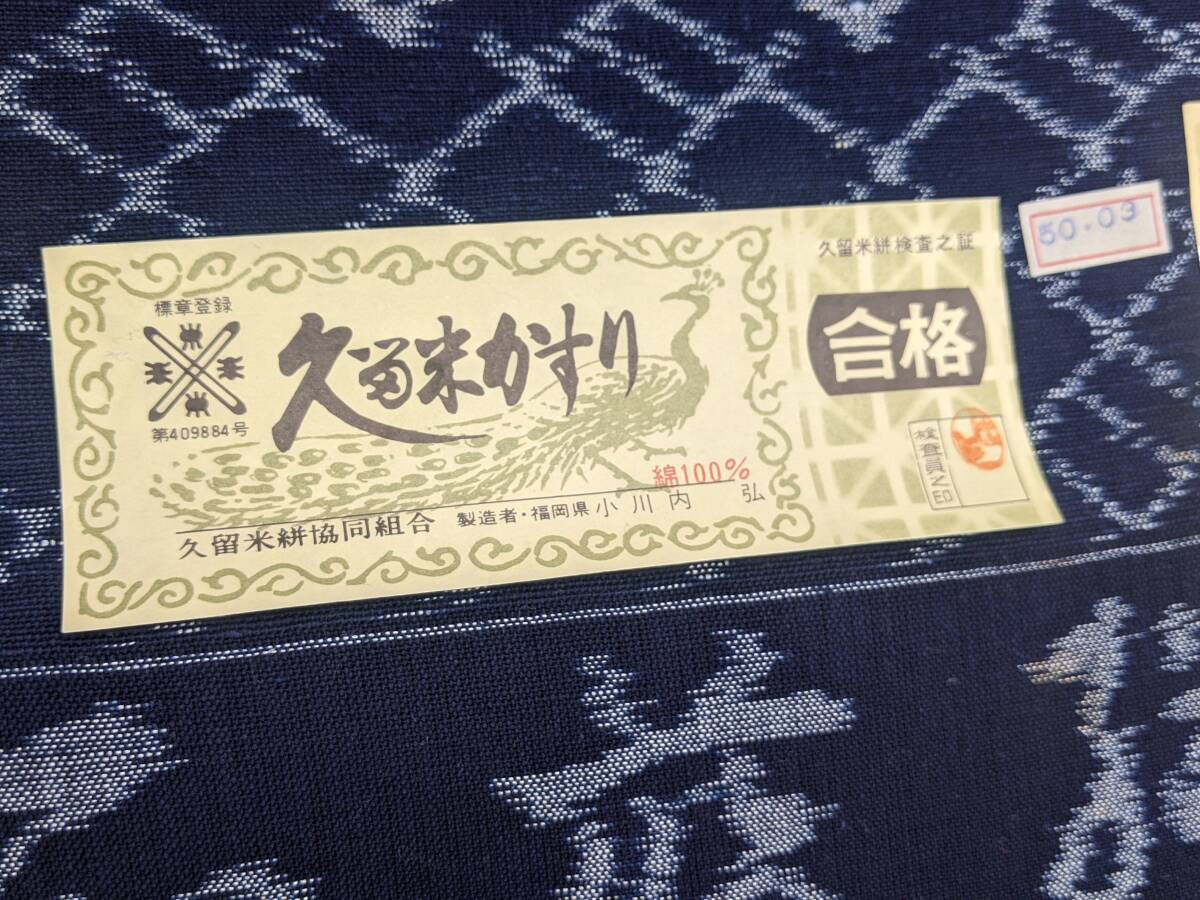 標章登録
第409884号
久留米かすり
綿100%
久留米絣協同組合
製造者・福岡県小川内 弘
久留米絣検査之証
合格
検査員之印
50.09